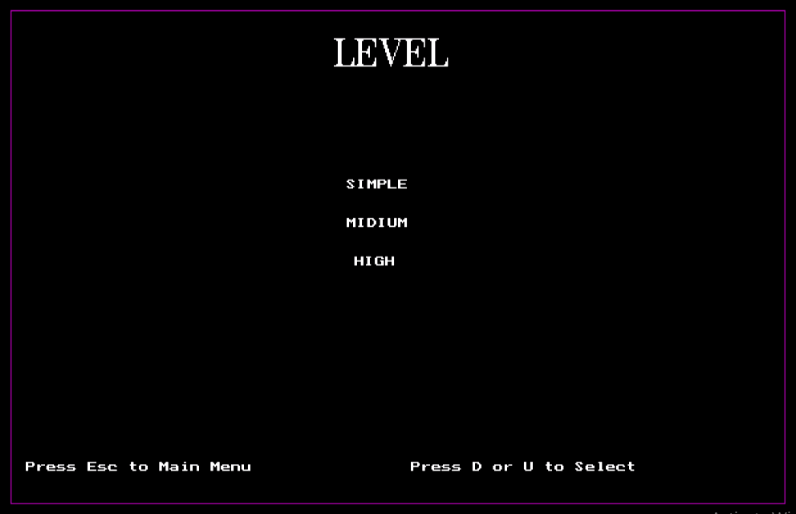 LEVEL
SIMPLE
MIDIUM
HIGH
Press Esc to Main Menu
Press D or U to Select